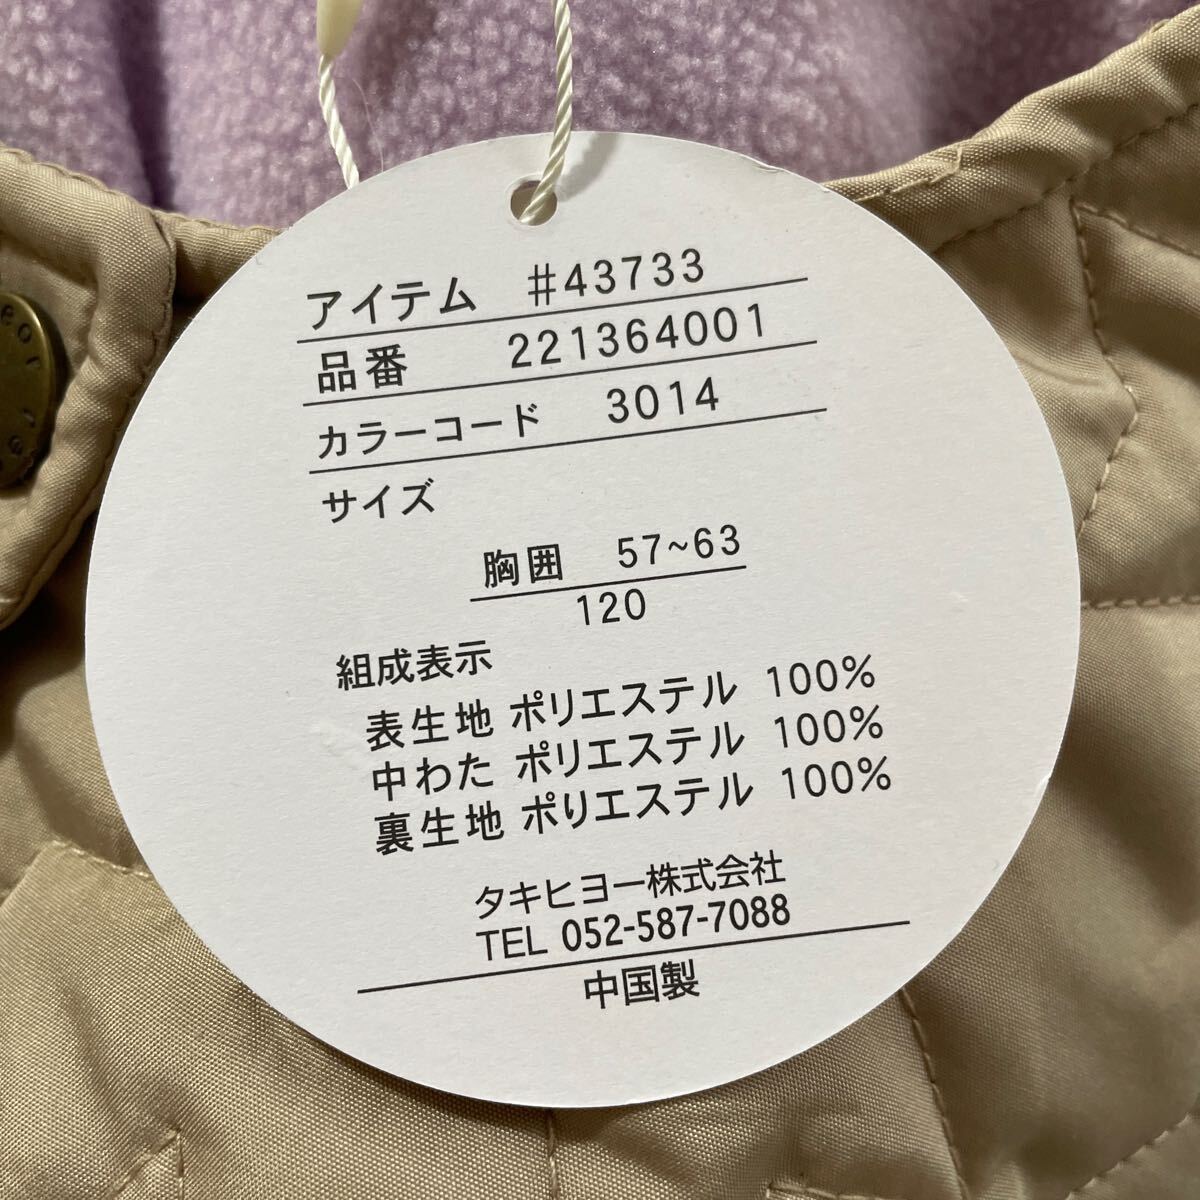 アイテム #43733
品番 221364001
カラーコード 3014
サイズ
胸囲 57~63
120
組成表示
表生地 ポリエステル 100%
中わた ポリエステル 100%
裏生地 ポリエステル 100%
タキヒヨー株式会社
TEL 052-587-7088
中国製